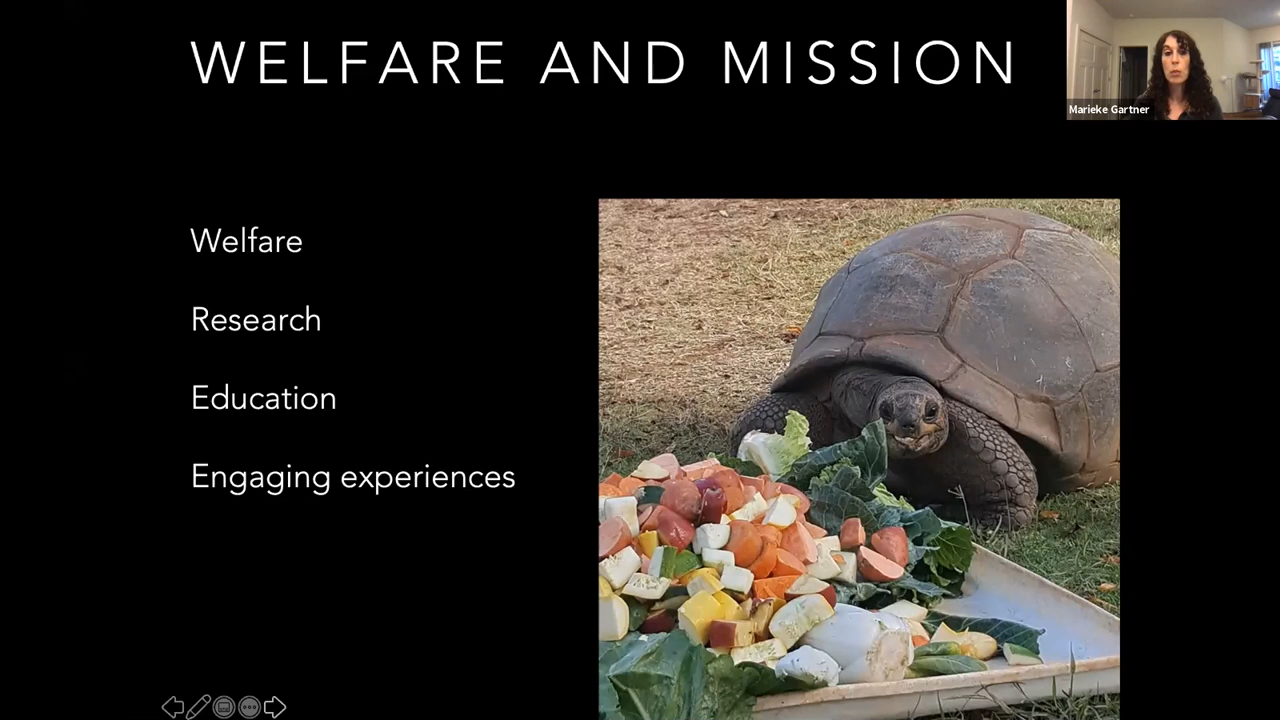 WELFARE AND MISSION
Marieke Gartner
Welfare
Research
Education
Engaging experiences